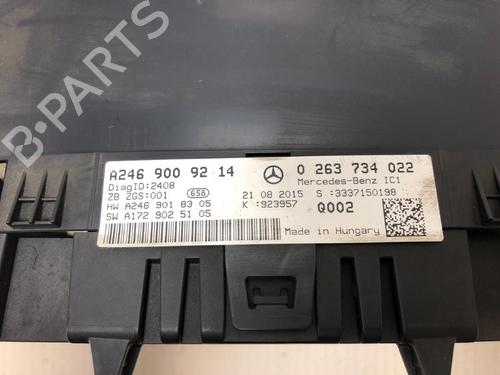 A246 900 92 14
0 263 734 022
DiagID:2408
Mercedes-Benz IC1
ZB ZGS:001
658
21 08 2015
S :3337150198
HW A246 901 83 05
K :923957
Q002
SW A172 902 51 05
Made in Hungary
B-PARTS